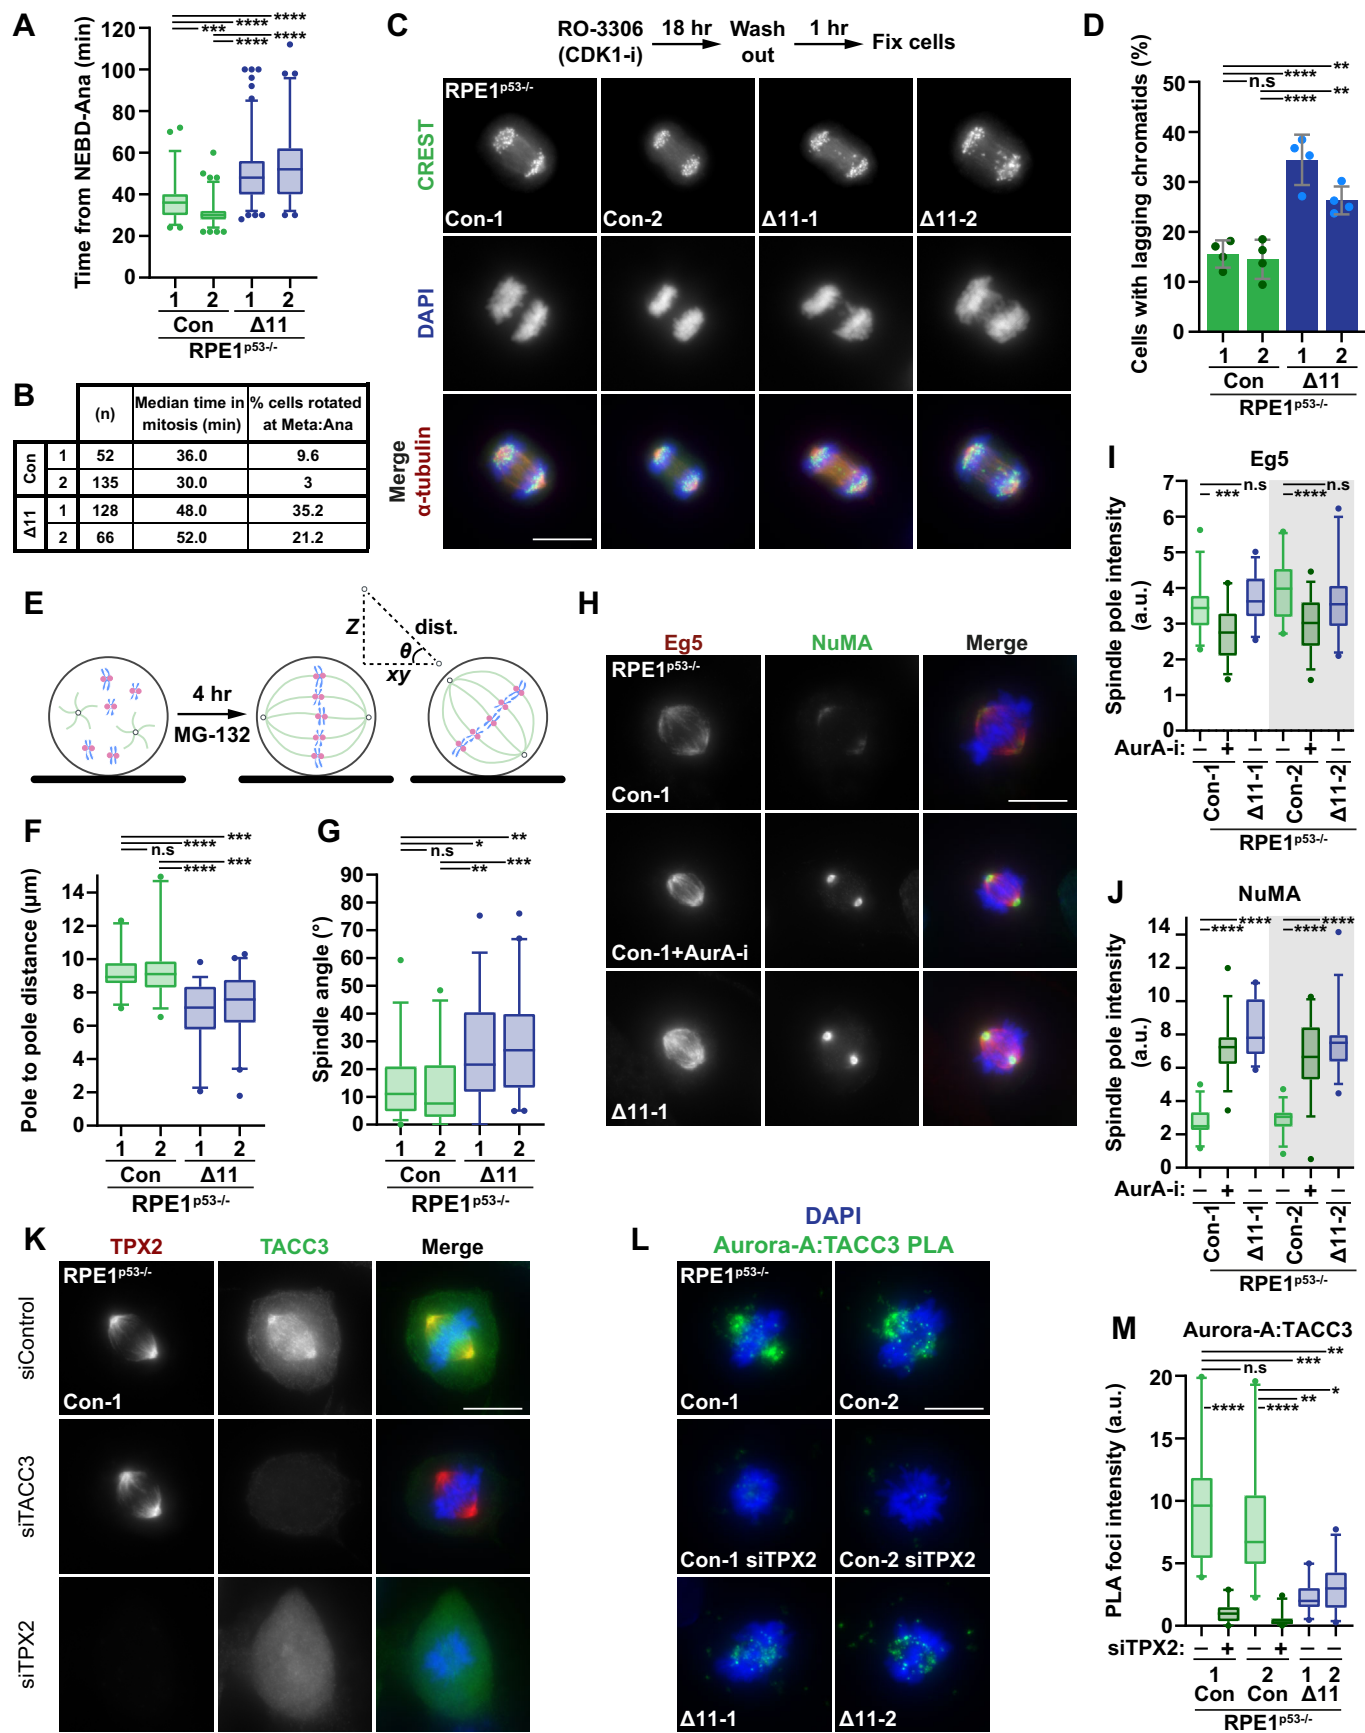 A
Time from NEBD-Ana (min)
**** 
****
***
****
****
120
100
80
60
40
20
0
1 2 1 2
Con Δ11
RPE1p53-/-
B
(n) Median time in mitosis (min) % cells rotated at Meta:Ana
Con 1 52 36.0 9.6
2 135 30.0 3
Δ11 1 128 48.0 35.2
2 66 52.0 21.2
C
RO-3306 (CDK1-i) 18 hr Wash out 1 hr Fix cells
CREST
RPE1p53-/-
Con-1 Con-2 Δ11-1 Δ11-2
DAPI
Merge
α-tubulin
D
Cells with lagging chromatids (%)
**
****
n.s
**
****
50
40
30
20
10
0
1 2 1 2
Con Δ11
RPE1p53-/-
E
4 hr
MG-132
Z dist.
θ
xy
F
Pole to pole distance (μm)
***
****
n.s
***
****
14
12
10
8
6
4
2
0
1 2 1 2
Con Δ11
RPE1p53-/-
G
Spindle angle (°)
**
*
n.s
***
**
90
80
70
60
50
40
30
20
10
0
1 2 1 2
Con Δ11
RPE1p53-/-
H
Eg5 NuMA Merge
RPE1p53-/-
Con-1
Con-1+AurA-i
Δ11-1
I
Eg5
Spindle pole intensity (a.u.)
n.s n.s
*** ****
7
6
5
4
3
2
1
0
AurA-i: – + – – + –
Con-1 Δ11-1 Con-2 Δ11-2
RPE1p53-/-
J
NuMA
Spindle pole intensity (a.u.)
**** ****
**** ****
14
12
10
8
6
4
2
0
AurA-i: – + – – + –
Con-1 Δ11-1 Con-2 Δ11-2
RPE1p53-/-
K
TPX2 TACC3 Merge
siControl
RPE1p53-/-
Con-1
siTACC3
siTPX2
L
DAPI
Aurora-A:TACC3 PLA
RPE1p53-/-
Con-1 Con-2
Con-1 siTPX2 Con-2 siTPX2
Δ11-1 Δ11-2
M
Aurora-A:TACC3
PLA foci intensity (a.u.)
**
***
n.s
*
**
**** ****
20
15
10
5
0
siTPX2: – + – + – –
1 2 1 2
Con Con Δ11
RPE1p53-/-